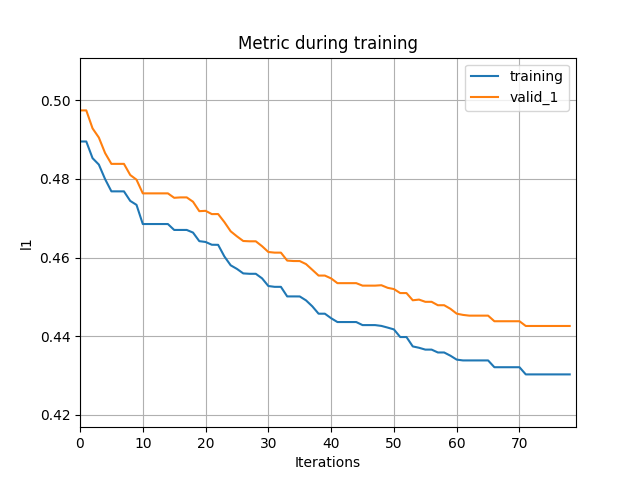 Metric during training
training
valid_1
l1
0.50
0.48
0.46
0.44
0.42
0 10 20 30 40 50 60 70
Iterations